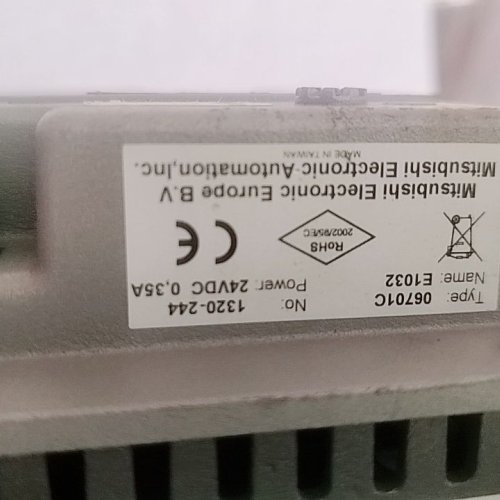 Type: 06701C No: 1320-244
Name: E1032 Power: 24VDC 0,35A
RoHS
2002/95/EC
CE
Mitsubishi Electronic Europe B.V
Mitsubishi Electronic Automation,Inc.
MADE IN TAIWAN